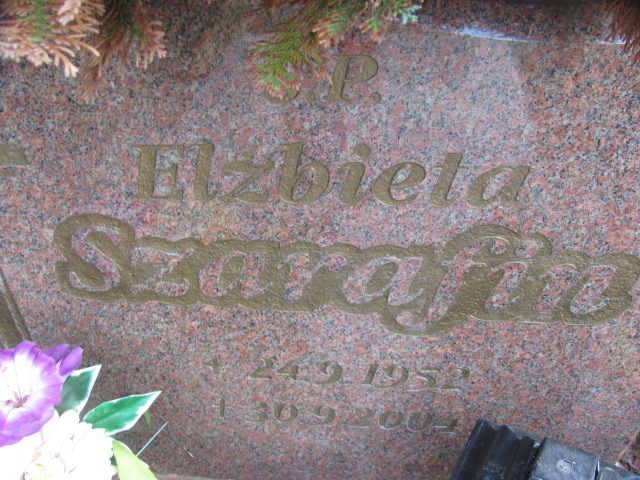 Ś.P.
Elżbieta
Szarafin
* 24.9.1952
† 30.9.2004